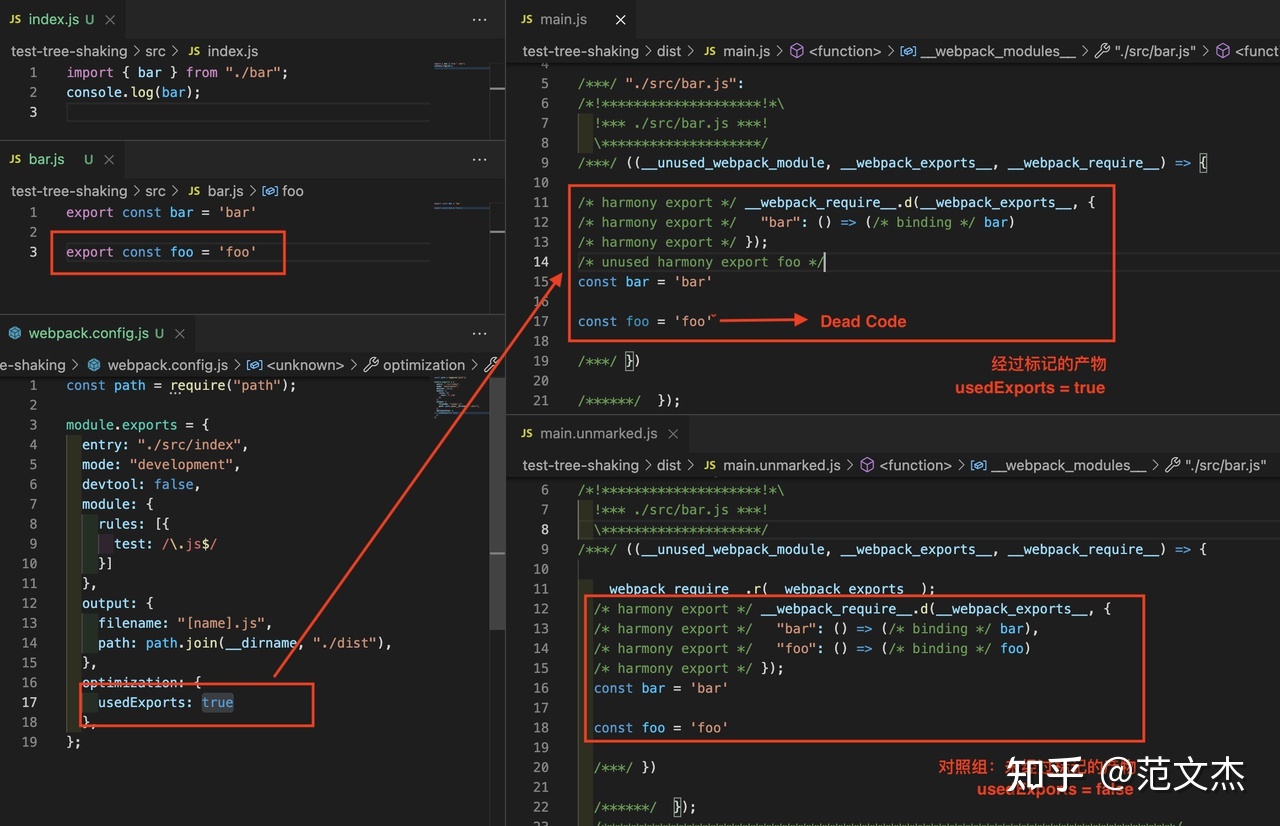 JS index.js U
test-tree-shaking > src > JS index.js
1 import { bar } from "./bar";
2 console.log(bar);
3
JS bar.js U
test-tree-shaking > src > JS bar.js > foo
1 export const bar = 'bar'
2
3 export const foo = 'foo'
webpack.config.js U
e-shaking > webpack.config.js > <unknown> > optimization >
1 const path = require("path");
2
3 module.exports = {
4 entry: "./src/index",
5 mode: "development",
6 devtool: false,
7 module: {
8 rules: [{
9 test: /\.js$/
10 }]
11 },
12 output: {
13 filename: "[name].js",
14 path: path.join(__dirname, "./dist"),
15 },
16 optimization: {
17 usedExports: true
18 },
19 };
JS main.js
test-tree-shaking > dist > JS main.js > <function> > __webpack_modules__ > "./src/bar.js" > <funct
4
5 /***/ "./src/bar.js":
6 /*!********************!*\
7 !*** ./src/bar.js ***!
8 \********************/
9 /***/ ((__unused_webpack_module, __webpack_exports__, __webpack_require__) => {
10
11 /* harmony export */ __webpack_require__.d(__webpack_exports__, {
12 /* harmony export */ "bar": () => (/* binding */ bar)
13 /* harmony export */ });
14 /* unused harmony export foo */
15 const bar = 'bar'
16
17 const foo = 'foo' Dead Code
18
19 /***/ })
经过标记的产物
20
usedExports = true
21 /******/ });
JS main.unmarked.js
test-tree-shaking > dist > JS main.unmarked.js > <function> > __webpack_modules__ > "./src/bar.js"
6 /*!********************!*\
7 !*** ./src/bar.js ***!
8 \********************/
9 /***/ ((__unused_webpack_module, __webpack_exports__, __webpack_require__) => {
10
11 __webpack_require__.r(__webpack_exports__);
12 /* harmony export */ __webpack_require__.d(__webpack_exports__, {
13 /* harmony export */ "bar": () => (/* binding */ bar),
14 /* harmony export */ "foo": () => (/* binding */ foo)
15 /* harmony export */ });
16 const bar = 'bar'
17
18 const foo = 'foo'
19
20 /***/ })
对照组：
知乎 @范文杰
21
usedExports = false
22 /******/ });
23